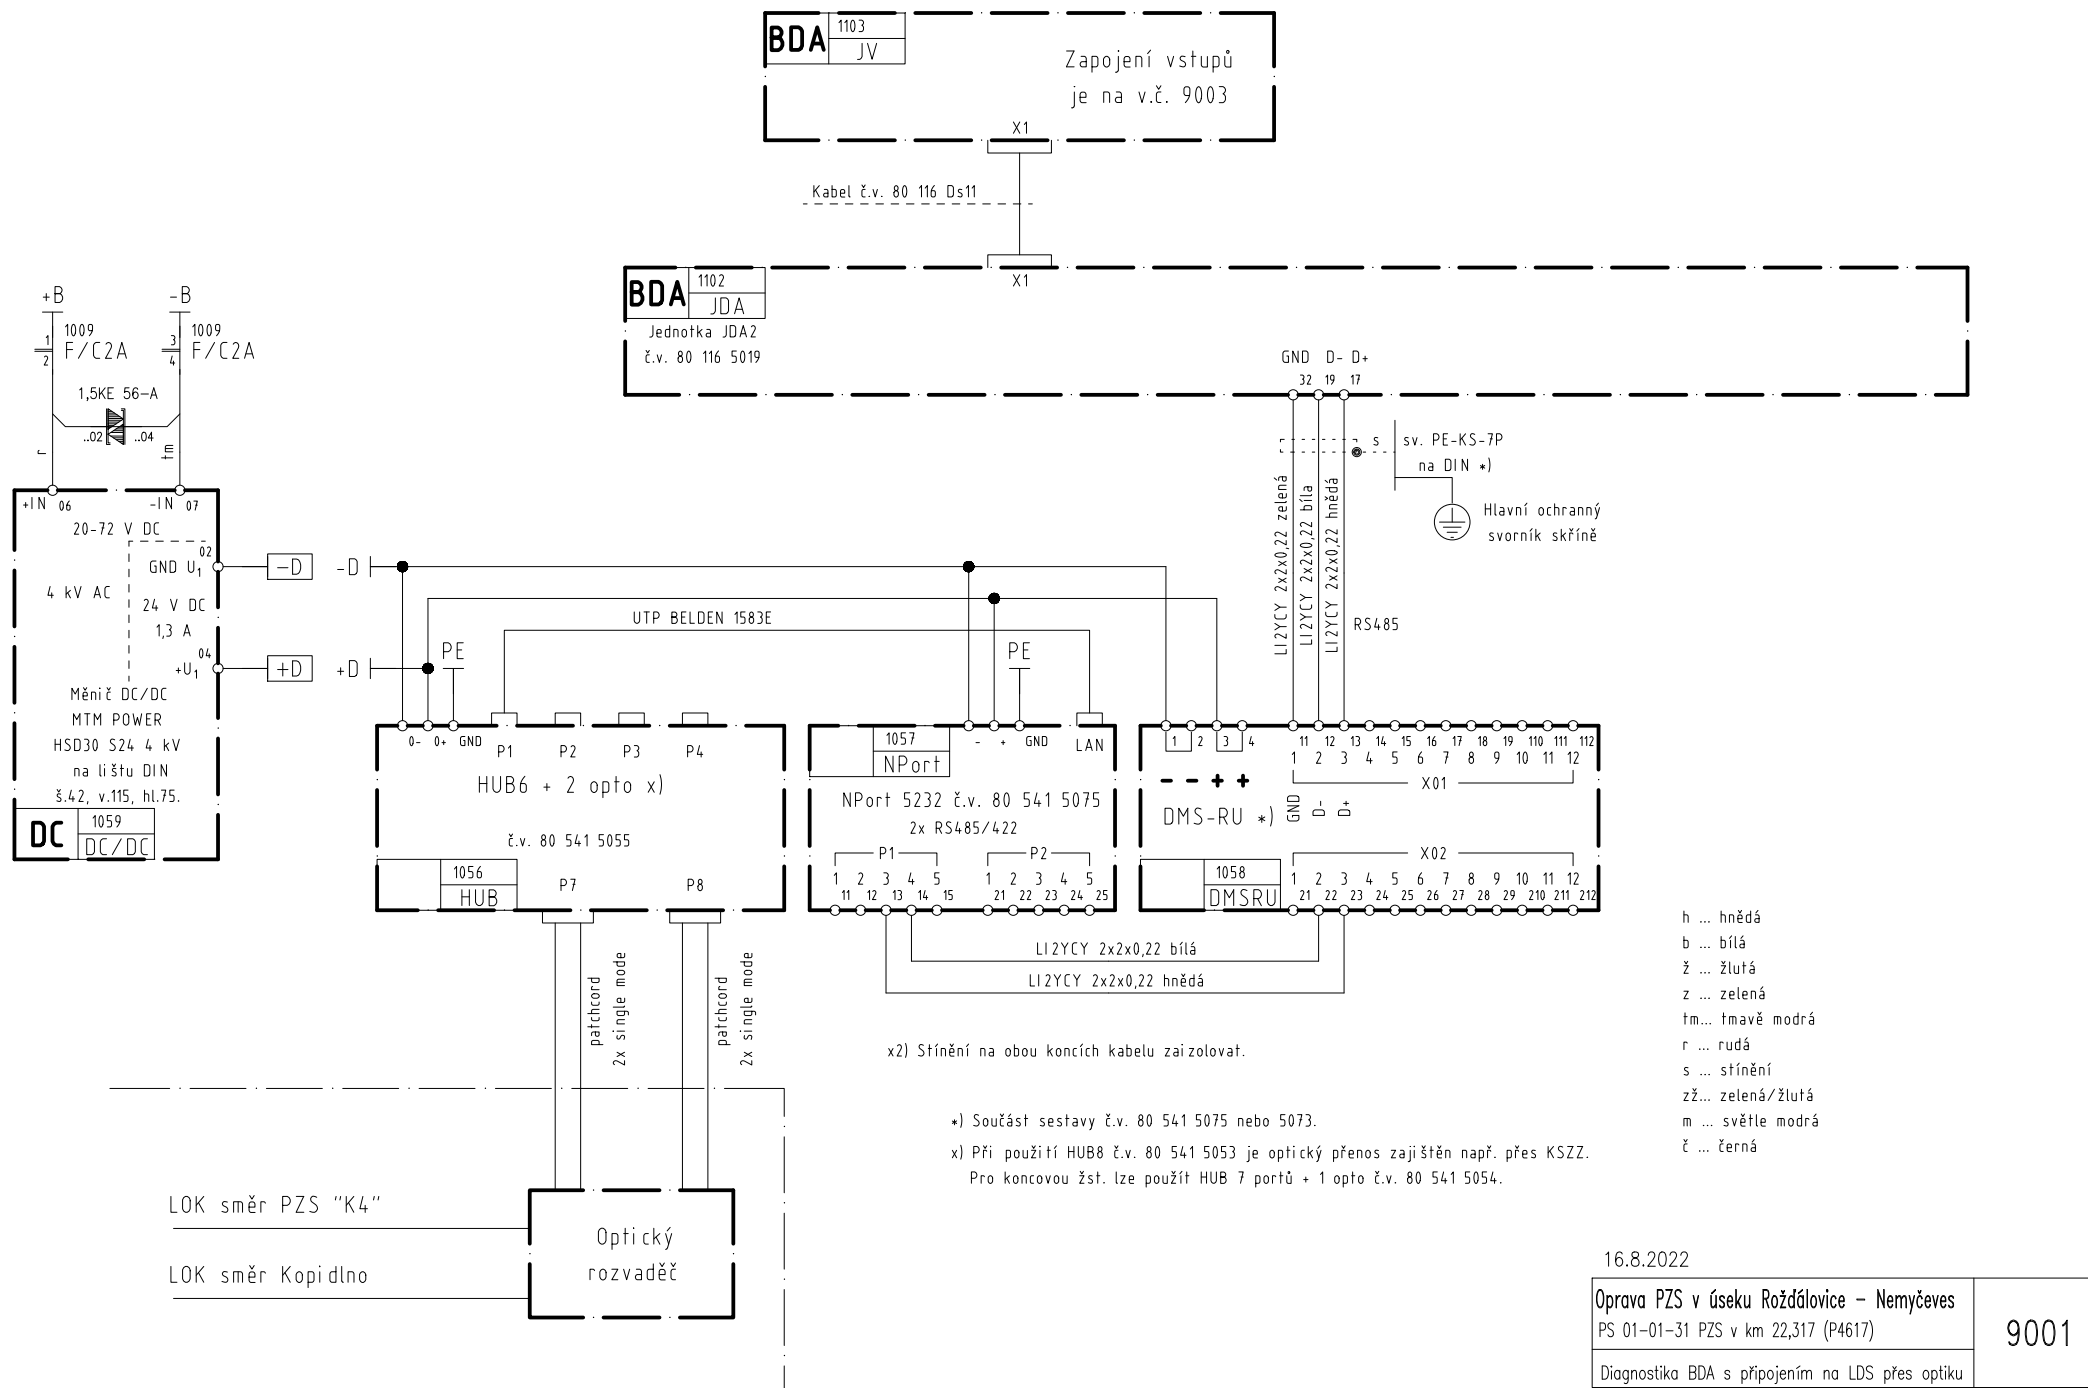 BDA
1103
JV
Zapojení vstupů
je na v.č. 9003
X1
Kabel č.v. 80 116 Ds11
X1
BDA
1102
JDA
Jednotka JDA2
č.v. 80 116 5019
GND D- D+
32 19 17
+B
-B
1009
F/C2A
1
2
1009
F/C2A
3
4
1,5KE 56-A
..02
..04
r
tm
+IN 06
-IN 07
20-72 V DC
02
GND U1
4 kV AC
24 V DC
1,3 A
04
+U1
Měnič DC/DC
MTM POWER
HSD30 S24 4 kV
na lištu DIN
š.42, v.115, hl.75.
DC
1059
DC/DC
-D
-D
+D
+D
s
sv. PE-KS-7P
na DIN *)
Hlavní ochranný
svorník skříně
LI2YCY 2x2x0,22 zelená
LI2YCY 2x2x0,22 bíla
LI2YCY 2x2x0,22 hnědá
RS485
UTP BELDEN 1583E
PE
PE
0- 0+ GND
P1 P2 P3 P4
HUB6 + 2 opto x)
č.v. 80 541 5055
1056
HUB
P7
P8
1057
NPort
- + GND
LAN
NPort 5232 č.v. 80 541 5075
2x RS485/422
P1
P2
1 2 3 4 5
1 2 3 4 5
11 12 13 14 15
21 22 23 24 25
1 2 3 4
- - + +
DMS-RU *)
11 12 13 14 15 16 17 18 19 110 111 112
1 2 3 4 5 6 7 8 9 10 11 12
X01
GND
D-
D+
X02
1058
DMSRU
1 2 3 4 5 6 7 8 9 10 11 12
21 22 23 24 25 26 27 28 29 210 211 212
LI2YCY 2x2x0,22 bílá
LI2YCY 2x2x0,22 hnědá
patchcord
2x single mode
patchcord
2x single mode
x2) Stínění na obou koncích kabelu zaizolovat.
*) Součást sestavy č.v. 80 541 5075 nebo 5073.
x) Při použití HUB8 č.v. 80 541 5053 je optický přenos zajištěn např. přes KSZZ.
Pro koncovou žst. lze použít HUB 7 portů + 1 opto č.v. 80 541 5054.
h ... hnědá
b ... bílá
ž ... žlutá
z ... zelená
tm... tmavě modrá
r ... rudá
s ... stínění
zž... zelená/žlutá
m ... světle modrá
č ... černá
LOK směr PZS "K4"
LOK směr Kopidlno
Optický
rozvaděč
16.8.2022
Oprava PZS v úseku Rožďálovice - Nemyčeves
PS 01-01-31 PZS v km 22,317 (P4617)
9001
Diagnostika BDA s připojením na LDS přes optiku